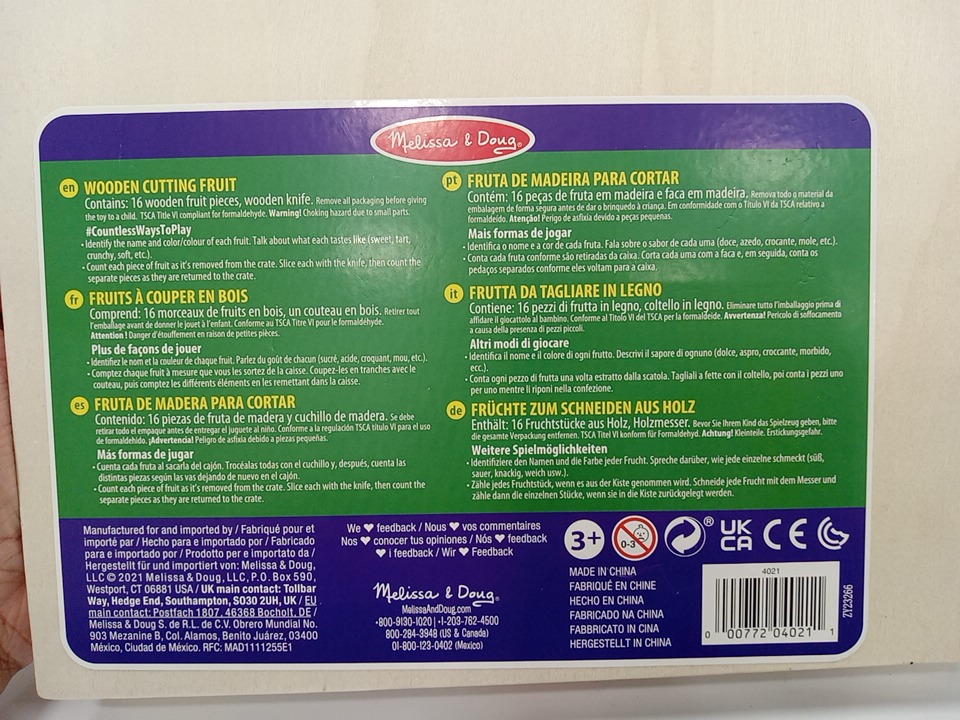 Melissa & Doug®
en WOODEN CUTTING FRUIT
Contains: 16 wooden fruit pieces, wooden knife. Remove all packaging before giving
the toy to a child. TSCA Title VI compliant for formaldehyde. Warning! Choking hazard due to small parts.
#CountlessWaysToPlay
• Identify the name and color/colour of each fruit. Talk about what each tastes like (sweet, tart,
crunchy, soft, etc.).
• Count each piece of fruit as it's removed from the crate. Slice each with the knife, then count the
separate pieces as they are returned to the crate.
fr FRUITS À COUPER EN BOIS
Comprend: 16 morceaux de fruits en bois, un couteau en bois. Retirer tout
l'emballage avant de donner le jouet à l'enfant. Conforme au TSCA Titre VI pour le formaldéhyde.
Attention ! Danger d'étouffement en raison de petites pièces.
Plus de façons de jouer
• Identifiez le nom et la couleur de chaque fruit. Parlez du goût de chacun (sucré, acide, croquant, mou, etc.).
• Comptez chaque fruit à mesure que vous les sortez de la caisse. Coupez-les en tranches avec le
couteau, puis comptez les différents éléments en les remettant dans la caisse.
es FRUTA DE MADERA PARA CORTAR
Contenido: 16 piezas de fruta de madera y cuchillo de madera. Se debe
retirar todo el empaque antes de entregar el juguete al niño. Conforme a la regulación TSCA título VI para el uso
de formaldehido. ¡Advertencia! Peligro de asfixia debido a piezas pequeñas.
Más formas de jugar
• Cuenta cada fruta al sacarla del cajón. Trocéalas todas con el cuchillo y, después, cuenta las
distintas piezas según las vas dejando de nuevo en el cajón.
• Count each piece of fruit as it's removed from the crate. Slice each with the knife, then count the
separate pieces as they are returned to the crate.
pt FRUTA DE MADEIRA PARA CORTAR
Contém: 16 peças de fruta em madeira e faca em madeira. Remova todo o material da
embalagem de forma segura antes de dar o brinquedo à criança. Em conformidade com o Título VI da TSCA relativo a
formaldeído. Atenção! Perigo de asfixia devido a peças pequenas.
Mais formas de jogar
• Identifica o nome e a cor de cada fruta. Fala sobre o sabor de cada uma (doce, azedo, crocante, mole, etc.).
• Conta cada fruta conforme são retiradas da caixa. Corta cada uma com a faca e, em seguida, conta os
pedaços separados conforme eles voltam para a caixa.
it FRUTTA DA TAGLIARE IN LEGNO
Contiene: 16 pezzi di frutta in legno, coltello in legno. Eliminare tutto l'imballaggio prima di
affidare il giocattolo al bambino. Conforme al Titolo VI del TSCA per la formaldeide. Avvertenza! Pericolo di soffocamento
a causa della presenza di pezzi piccoli.
Altri modi di giocare
• Identifica il nome e il colore di ogni frutto. Descrivi il sapore di ognuno (dolce, aspro, croccante, morbido,
ecc.).
• Conta ogni pezzo di frutta una volta estratto dalla scatola. Tagliali a fette con il coltello, poi conta i pezzi uno
per uno mentre li riponi nella confezione.
de FRÜCHTE ZUM SCHNEIDEN AUS HOLZ
Enthält: 16 Fruchtstücke aus Holz, Holzmesser. Bevor Sie Ihrem Kind das Spielzeug geben, bitte
die gesamte Verpackung entfernen. TSCA Titel VI konform für Formaldehyd. Achtung! Kleinteile. Erstickungsgefahr.
Weitere Spielmöglichkeiten
• Identifiziere den Namen und die Farbe jeder Frucht. Spreche darüber, wie jede einzelne schmeckt (süß,
sauer, knackig, weich usw.).
• Zähle jedes Fruchtstück, wenn es aus der Kiste genommen wird. Schneide jede Frucht mit dem Messer und
zähle dann die einzelnen Stücke, wenn sie in die Kiste zurückgelegt werden.
Manufactured for and imported by / Fabriqué pour et
importé par / Hecho para e importado por / Fabricado
para e importado por / Prodotto per e importato da /
Hergestellt für und importiert von: Melissa & Doug,
LLC © 2021 Melissa & Doug, LLC, P.O. Box 590,
Westport, CT 06881 USA / UK main contact: Tollbar
Way, Hedge End, Southampton, SO30 2UH, UK / EU
main contact: Postfach 1807, 46368 Bocholt, DE /
Melissa & Doug S. de R.L. de C.V. Obrero Mundial No.
903 Mezanine B, Col. Alamos, Benito Juárez, 03400
México, Ciudad de México. RFC: MAD1111255E1
We ♥ feedback / Nous ♥ vos commentaires
Nos ♥ conocer tus opiniones / Nós ♥ feedback
♥ i feedback / Wir ♥ Feedback
Melissa & Doug®
MelissaAndDoug.com
+800-9130-1020 | +1-203-762-4500
800-284-3948 (US & Canada)
01-800-123-0402 (Mexico)
3+
0-3
®
UK
CA
CE
MADE IN CHINA
FABRIQUÉ EN CHINE
HECHO EN CHINA
FABRICADO NA CHINA
FABBRICATO IN CINA
HERGESTELLT IN CHINA
4021
0 00772 04021 1
ZY23266